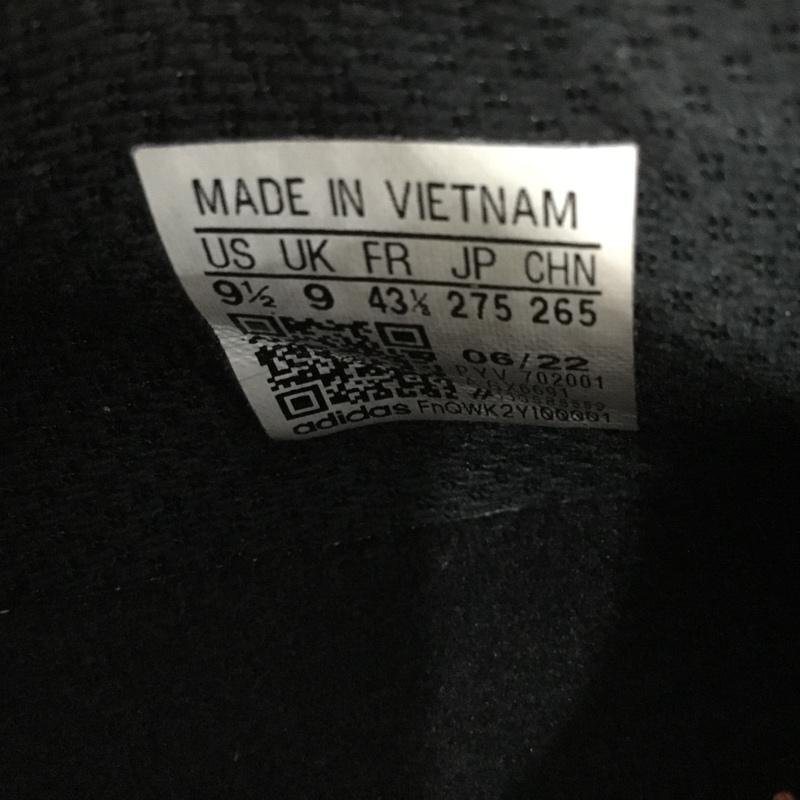 MADE IN VIETNAM
US UK FR JP CHN
9½ 9 43⅓ 275 265
06/22
PYV 702001
adidas FnQWK2YIQQQ01